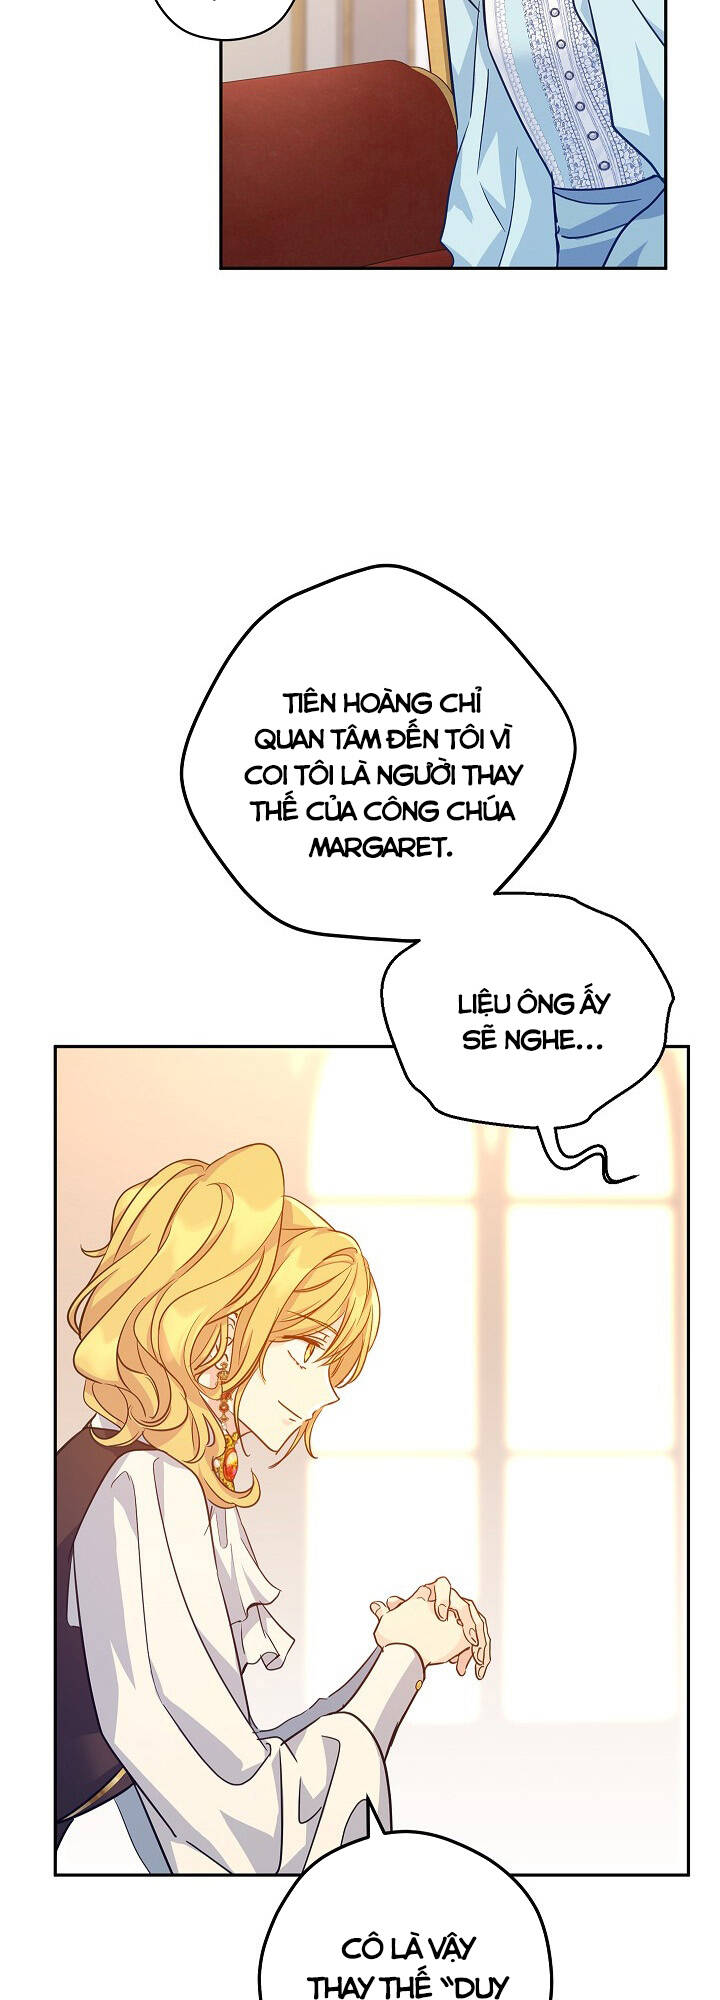 TIÊN HOÀNG CHỈ
QUAN TÂM ĐẾN TÔI VÌ
COI TÔI LÀ NGƯỜI THAY
THẾ CỦA CÔNG CHÚA
MARGARET.
LIỆU ÔNG ẤY
SẼ NGHE...
CÔ LÀ VẬT
THAY THẾ "DUY